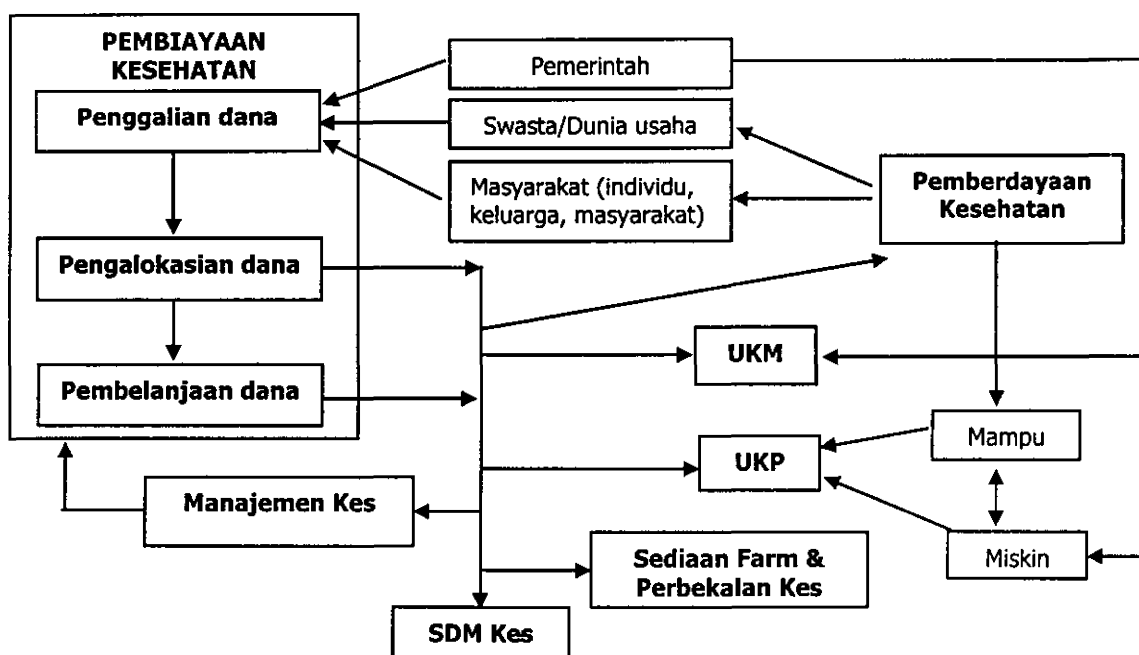 PEMBIAYAAN
KESEHATAN
Penggalian dana
Pengalokasian dana
Pembelanjaan dana
Pemerintah
Swasta/Dunia usaha
Masyarakat (individu,
keluarga, masyarakat)
Pemberdayaan
Kesehatan
UKM
UKP
Mampu
Miskin
Manajemen Kes
Sediaan Farm &
Perbekalan Kes
SDM Kes